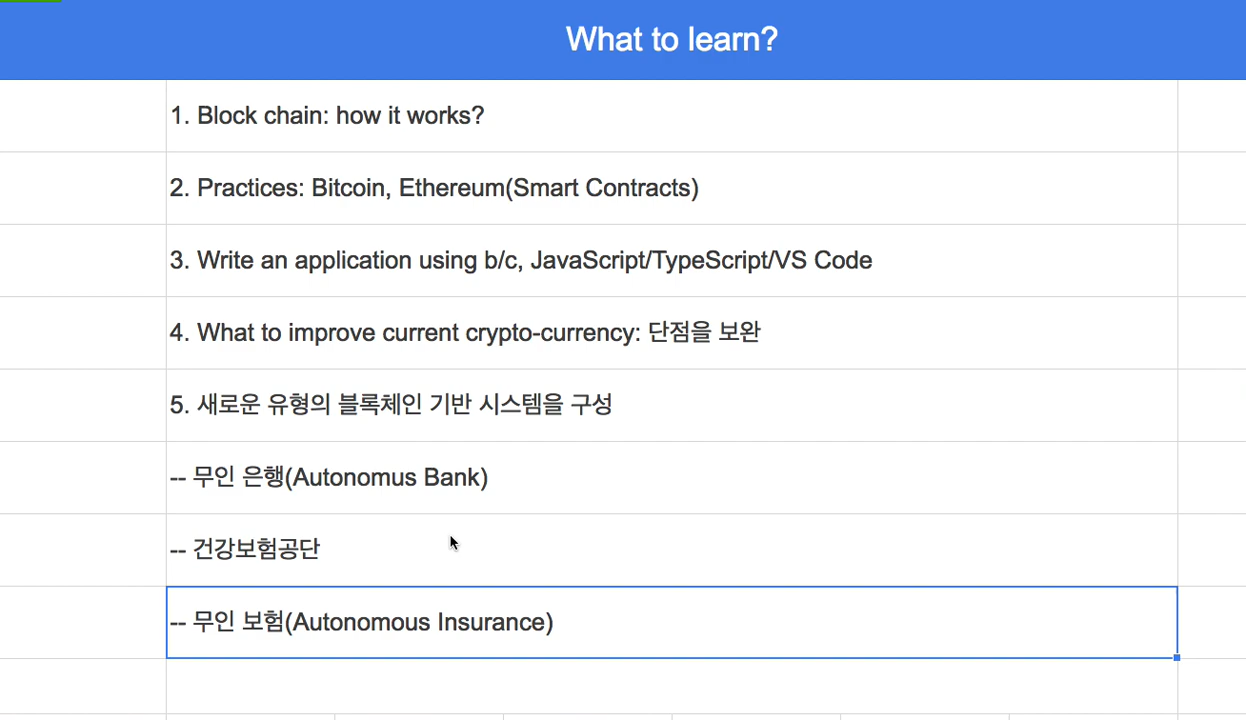 What to learn?
1. Block chain: how it works?
2. Practices: Bitcoin, Ethereum(Smart Contracts)
3. Write an application using b/c, JavaScript/TypeScript/VS Code
4. What to improve current crypto-currency: 단점을 보완
5. 새로운 유형의 블록체인 기반 시스템을 구성
-- 무인 은행(Autonomus Bank)
-- 건강보험공단
-- 무인 보험(Autonomous Insurance)